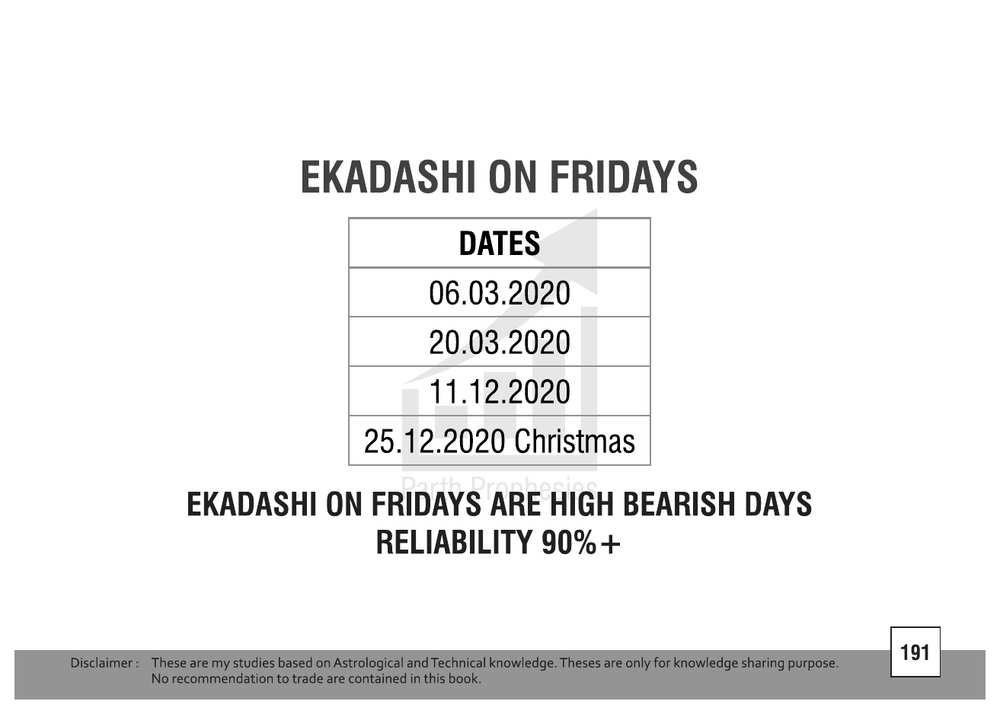 EKADASHI ON FRIDAYS
DATES
06.03.2020
20.03.2020
11.12.2020
25.12.2020 Christmas
Parth Prophesies
EKADASHI ON FRIDAYS ARE HIGH BEARISH DAYS
RELIABILITY 90%+
191
Disclaimer : These are my studies based on Astrological and Technical knowledge. Theses are only for knowledge sharing purpose.
No recommendation to trade are contained in this book.